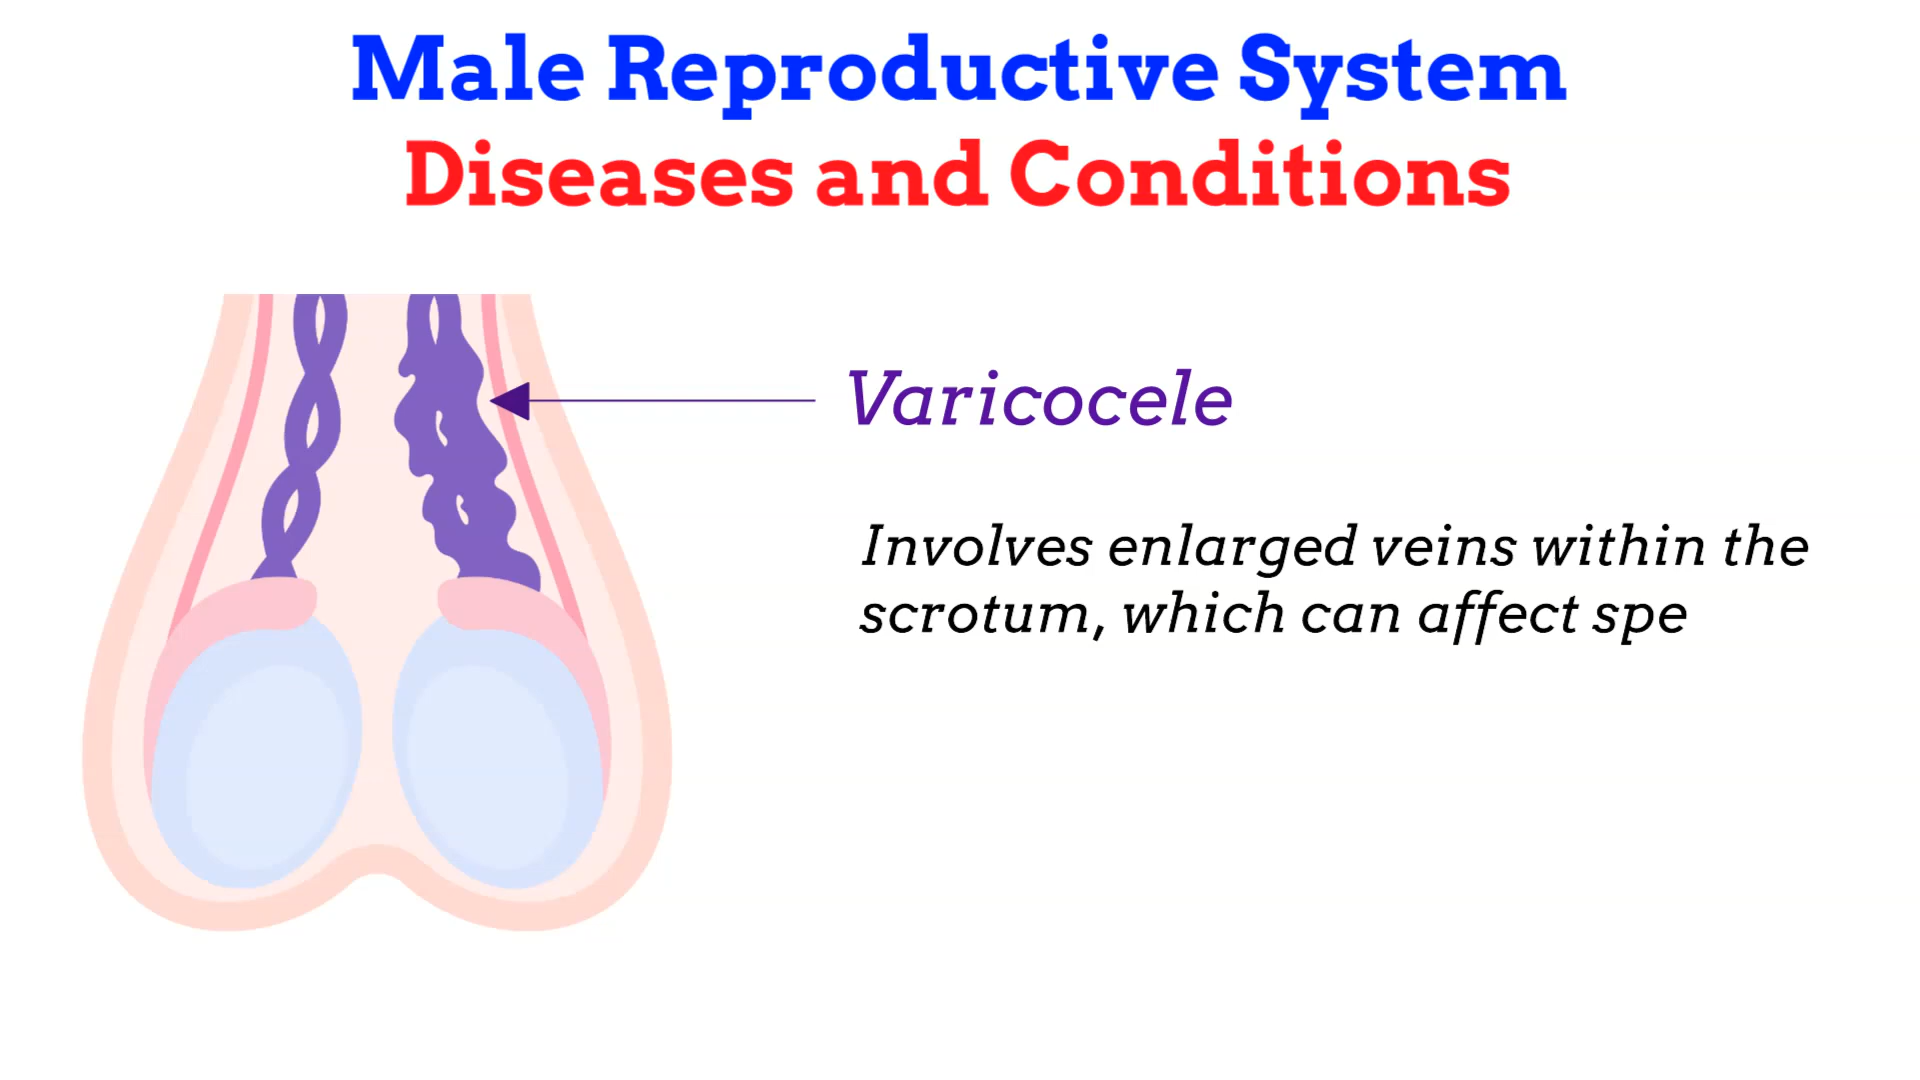 Male Reproductive System
Diseases and Conditions
Varicocele
Involves enlarged veins within the
scrotum, which can affect spe